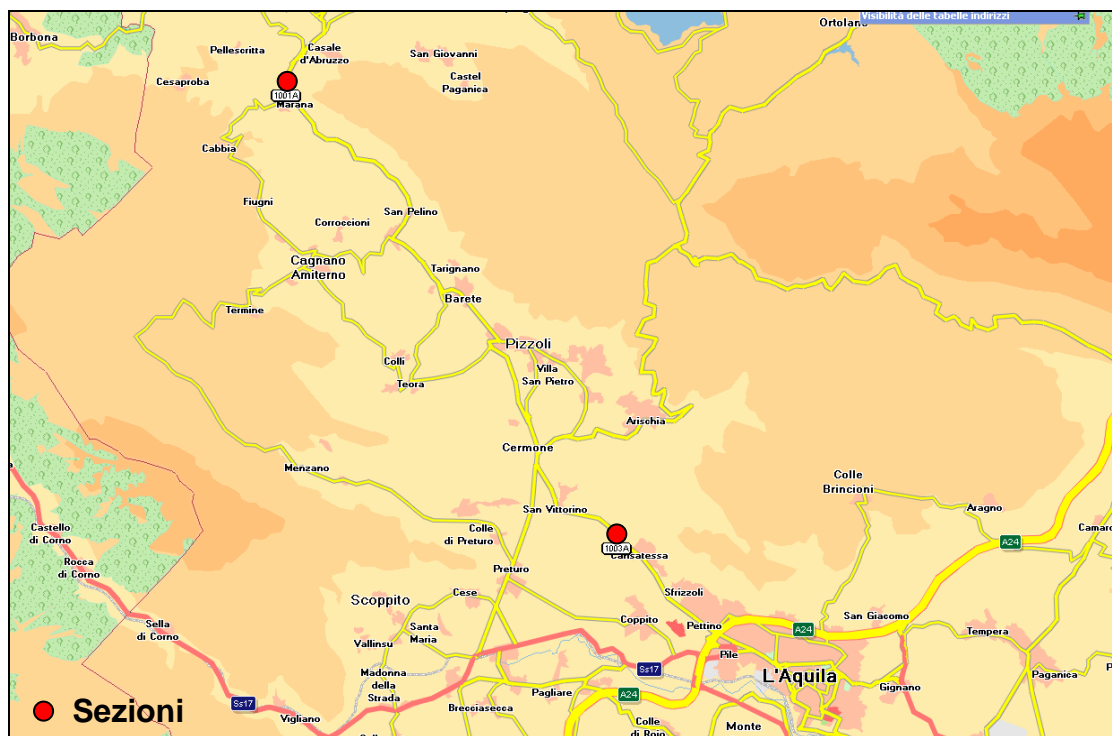 Visibilità delle tabelle indirizzi
Borbona
Pellescritta
Casale
d'Abruzzo
San Giovanni
Ortolano
Cesaproba
Castel
Paganica
1001A
Marana
Cabbia
Fiugni
Corroccioni
San Pelino
Cagnano
Amiterno
Tarignano
Barete
Termine
Pizzoli
Colli
Teora
Villa
San Pietro
Arischia
Cermone
Menzano
Colle
Brincioni
San Vittorino
Aragno
Castello
di Corno
Colle
di Preturo
1003A
Cansatessa
A24
Camarda
Rocca
di Corno
Preturo
Scoppito
Cese
Sfrizzoli
Sella
di Corno
Vallinsu
Santa
Maria
Coppito
Pettino
A24
San Giacomo
Tempera
Madonna
della
Strada
Pile
L'Aquila
Ss17
Paganica
Gignano
Pagliare
A24
Ss17
Sezioni
Vigliano
Brecciasecca
Colle
di Roio
Monte